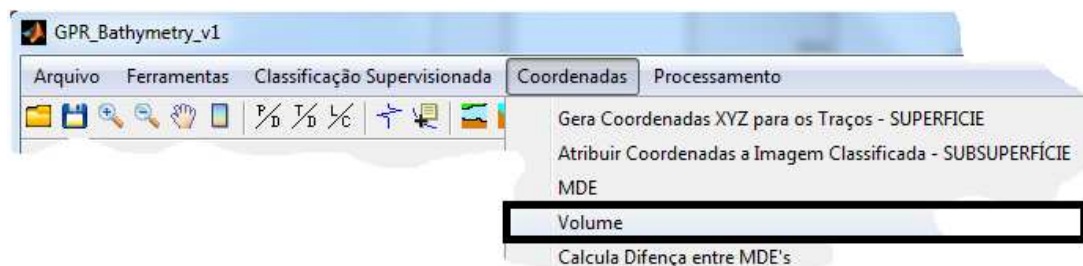 GPR_Bathymetry_v1
Arquivo Ferramentas Classificação Supervisionada Coordenadas Processamento
P/D T/D L/C
Gera Coordenadas XYZ para os Traços - SUPERFICIE
Atribuir Coordenadas a Imagem Classificada - SUBSUPERFÍCIE
MDE
Volume
Calcula Difença entre MDE's